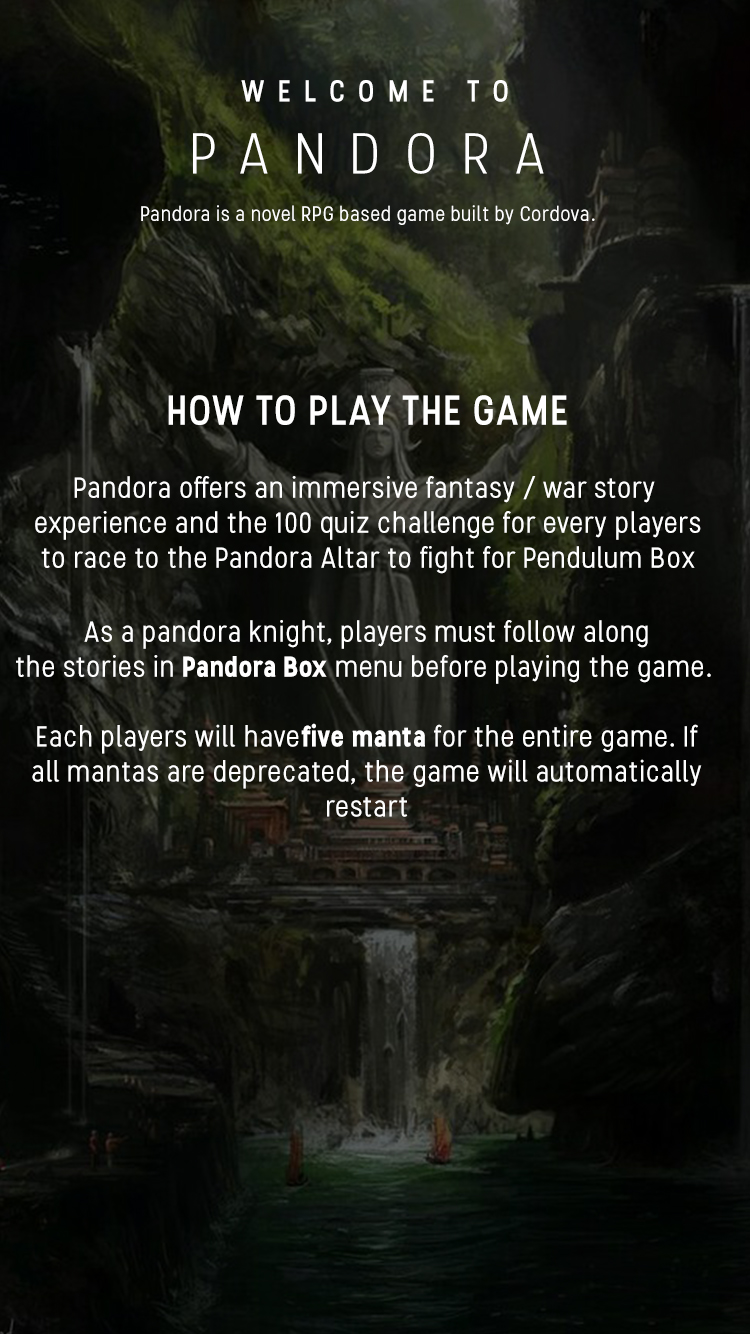 WELCOME TO
PANDORA
Pandora is a novel RPG based game built by Cordova.
HOW TO PLAY THE GAME
Pandora offers an immersive fantasy / war story
experience and the 100 quiz challenge for every players
to race to the Pandora Altar to fight for Pendulum Box
As a pandora knight, players must follow along
the stories in Pandora Box menu before playing the game.
Each players will havefive manta for the entire game. If
all mantas are deprecated, the game will automatically
restart